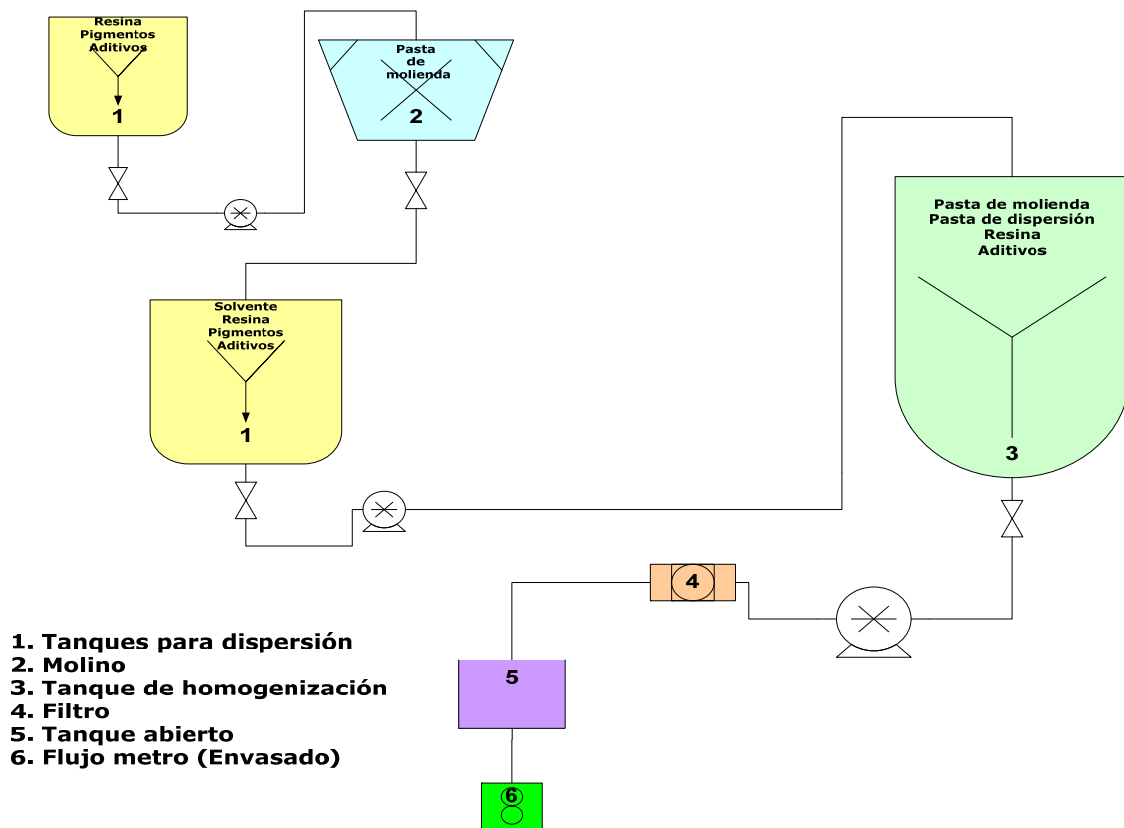 Resina
Pigmentos
Aditivos
1
Pasta
de
molienda
2
Solvente
Resina
Pigmentos
Aditivos
1
Pasta de molienda
Pasta de dispersión
Resina
Aditivos
3
4
5
6
1. Tanques para dispersión
2. Molino
3. Tanque de homogenización
4. Filtro
5. Tanque abierto
6. Flujo metro (Envasado)